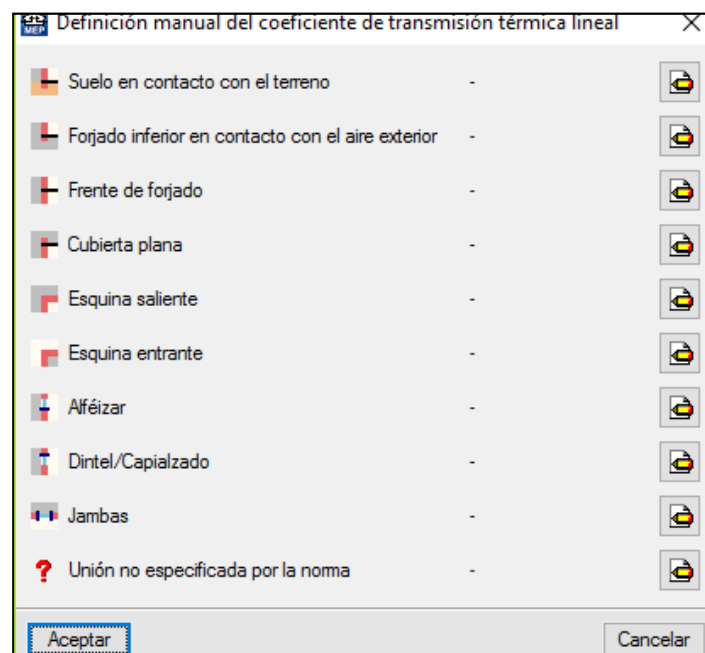 MEP Definición manual del coeficiente de transmisión térmica lineal
Suelo en contacto con el terreno -
Forjado inferior en contacto con el aire exterior -
Frente de forjado -
Cubierta plana -
Esquina saliente -
Esquina entrante -
Alféizar -
Dintel/Capialzado -
Jambas -
? Unión no especificada por la norma -
Aceptar Cancelar